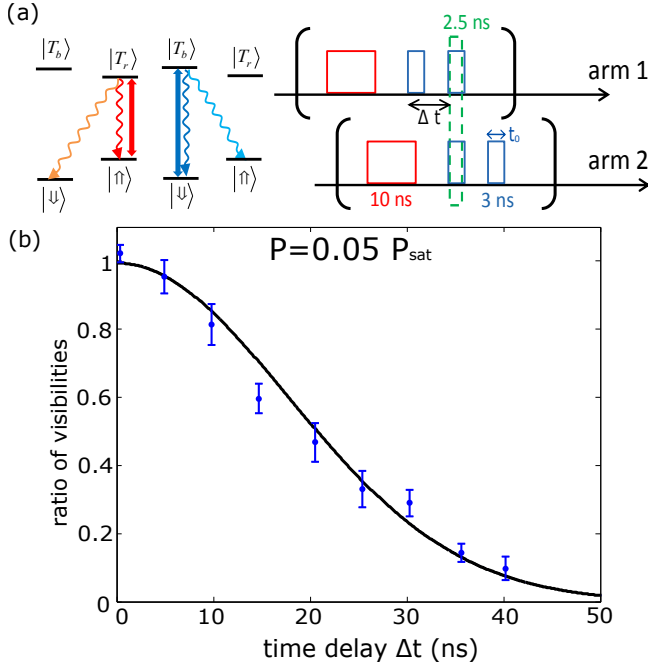 (a)
|T_b⟩ |T_r⟩ |T_b⟩ |T_r⟩
|⇓⟩ |⇑⟩ |⇓⟩ |⇑⟩
2.5 ns
arm 1
Δ t
t₀
arm 2
10 ns
3 ns
(b)
P=0.05 P_sat
ratio of visibilities
1
0.8
0.6
0.4
0.2
0
0 10 20 30 40 50
time delay Δt (ns)